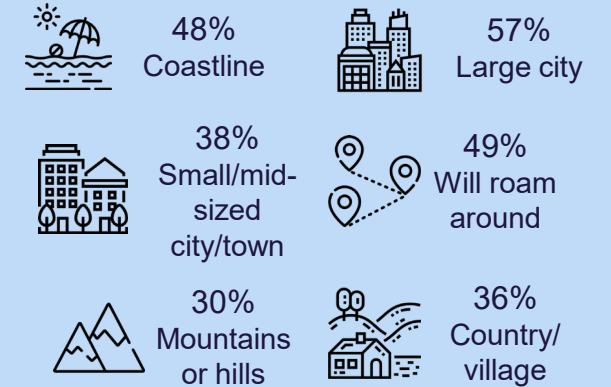 48%
Coastline
57%
Large city
38%
Small/mid-
sized
city/town
49%
Will roam
around
30%
Mountains
or hills
36%
Country/
village